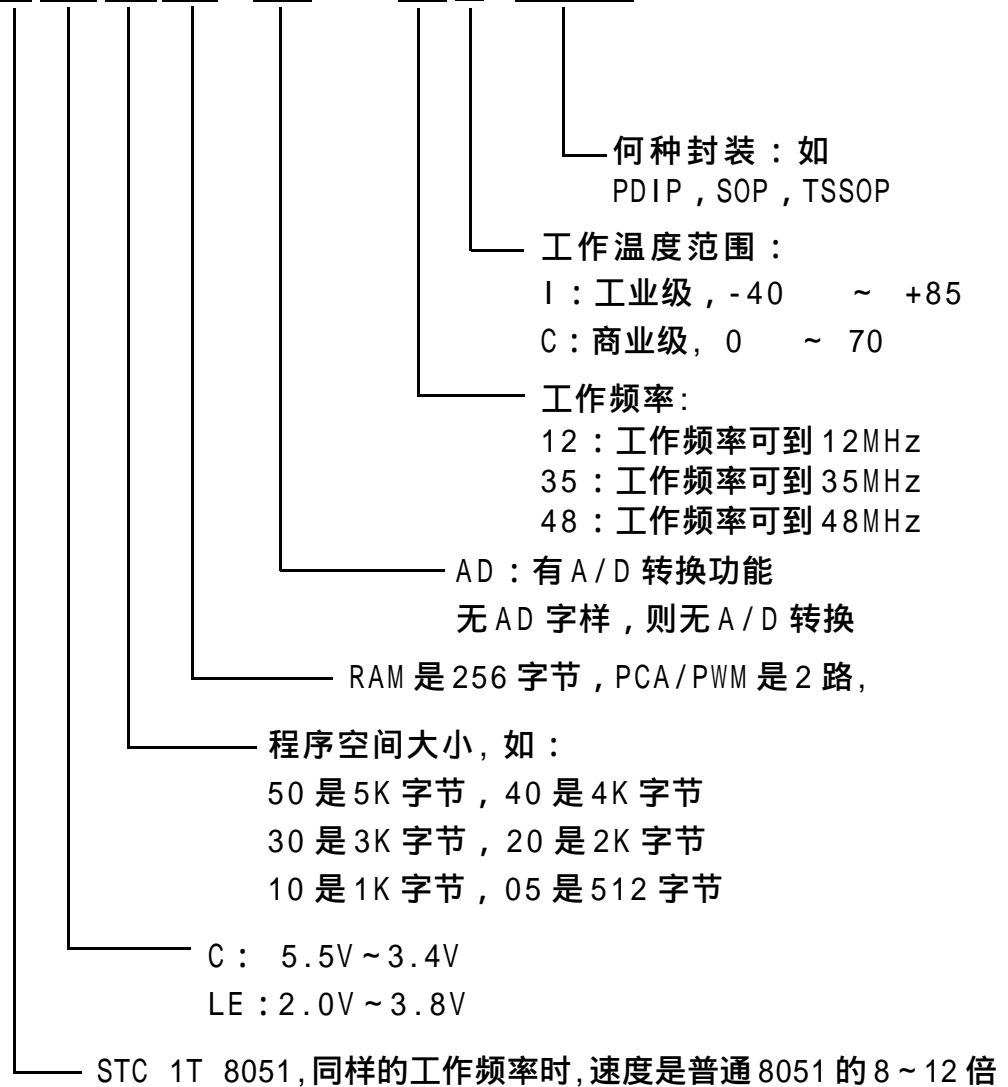 何种封装：如
PDIP，SOP，TSSOP
工作温度范围：
I：工业级，-40 ~ +85
C：商业级, 0 ~ 70
工作频率:
12：工作频率可到12MHz
35：工作频率可到35MHz
48：工作频率可到48MHz
AD：有A/D转换功能
无AD字样，则无A/D转换
RAM是256字节，PCA/PWM是2路,
程序空间大小, 如：
50是5K字节，40是4K字节
30是3K字节，20是2K字节
10是1K字节，05是512字节
C： 5.5V~3.4V
LE：2.0V~3.8V
STC 1T 8051,同样的工作频率时,速度是普通8051的8~12倍